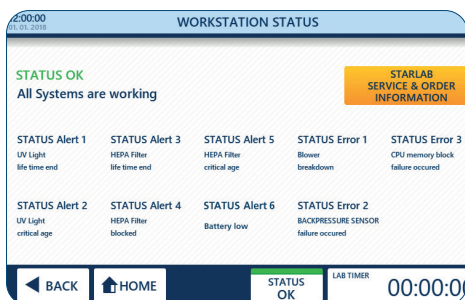 2:00:00
01. 01. 2018
WORKSTATION STATUS
STATUS OK
All Systems are working
STARLAB
SERVICE & ORDER
INFORMATION
STATUS Alert 1
UV Light
life time end
STATUS Alert 3
HEPA Filter
life time end
STATUS Alert 5
HEPA Filter
critical age
STATUS Error 1
Blower
breakdown
STATUS Error 3
CPU memory block
failure occured
STATUS Alert 2
UV Light
critical age
STATUS Alert 4
HEPA Filter
blocked
STATUS Alert 6
Battery low
STATUS Error 2
BACKPRESSURE SENSOR
failure occured
BACK
HOME
STATUS
OK
LAB TIMER
00:00:00